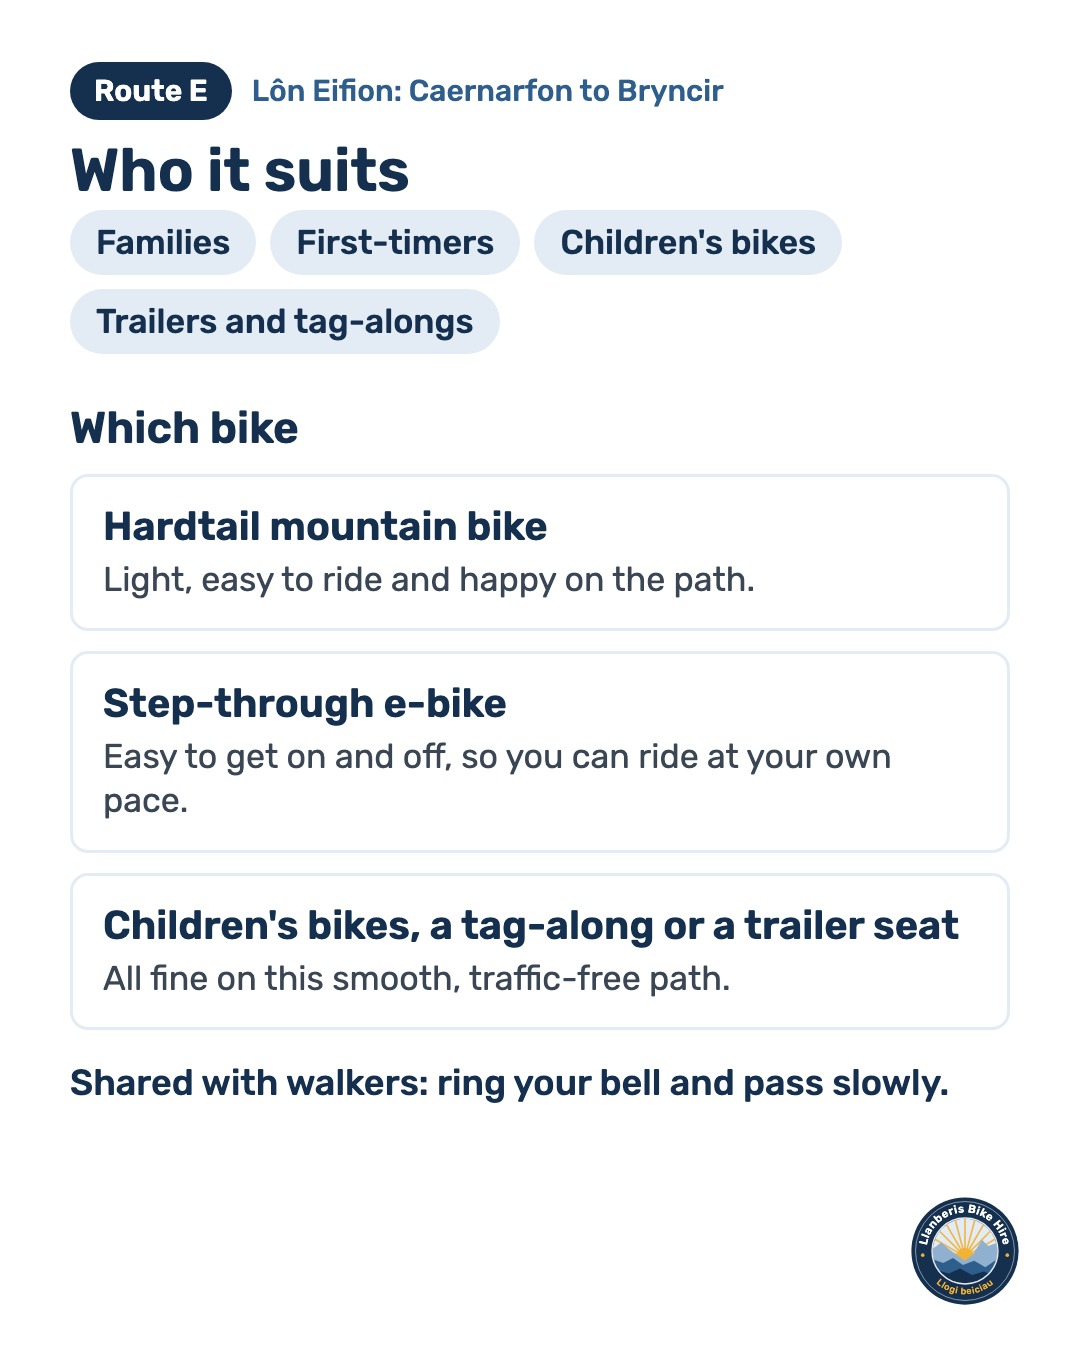 Route E
Lôn Eifion: Caernarfon to Bryncir
Who it suits
Families
First-timers
Children's bikes
Trailers and tag-alongs
Which bike
Hardtail mountain bike
Light, easy to ride and happy on the path.
Step-through e-bike
Easy to get on and off, so you can ride at your own
pace.
Children's bikes, a tag-along or a trailer seat
All fine on this smooth, traffic-free path.
Shared with walkers: ring your bell and pass slowly.
Llanberis Bike Hire
Llogi beiciau